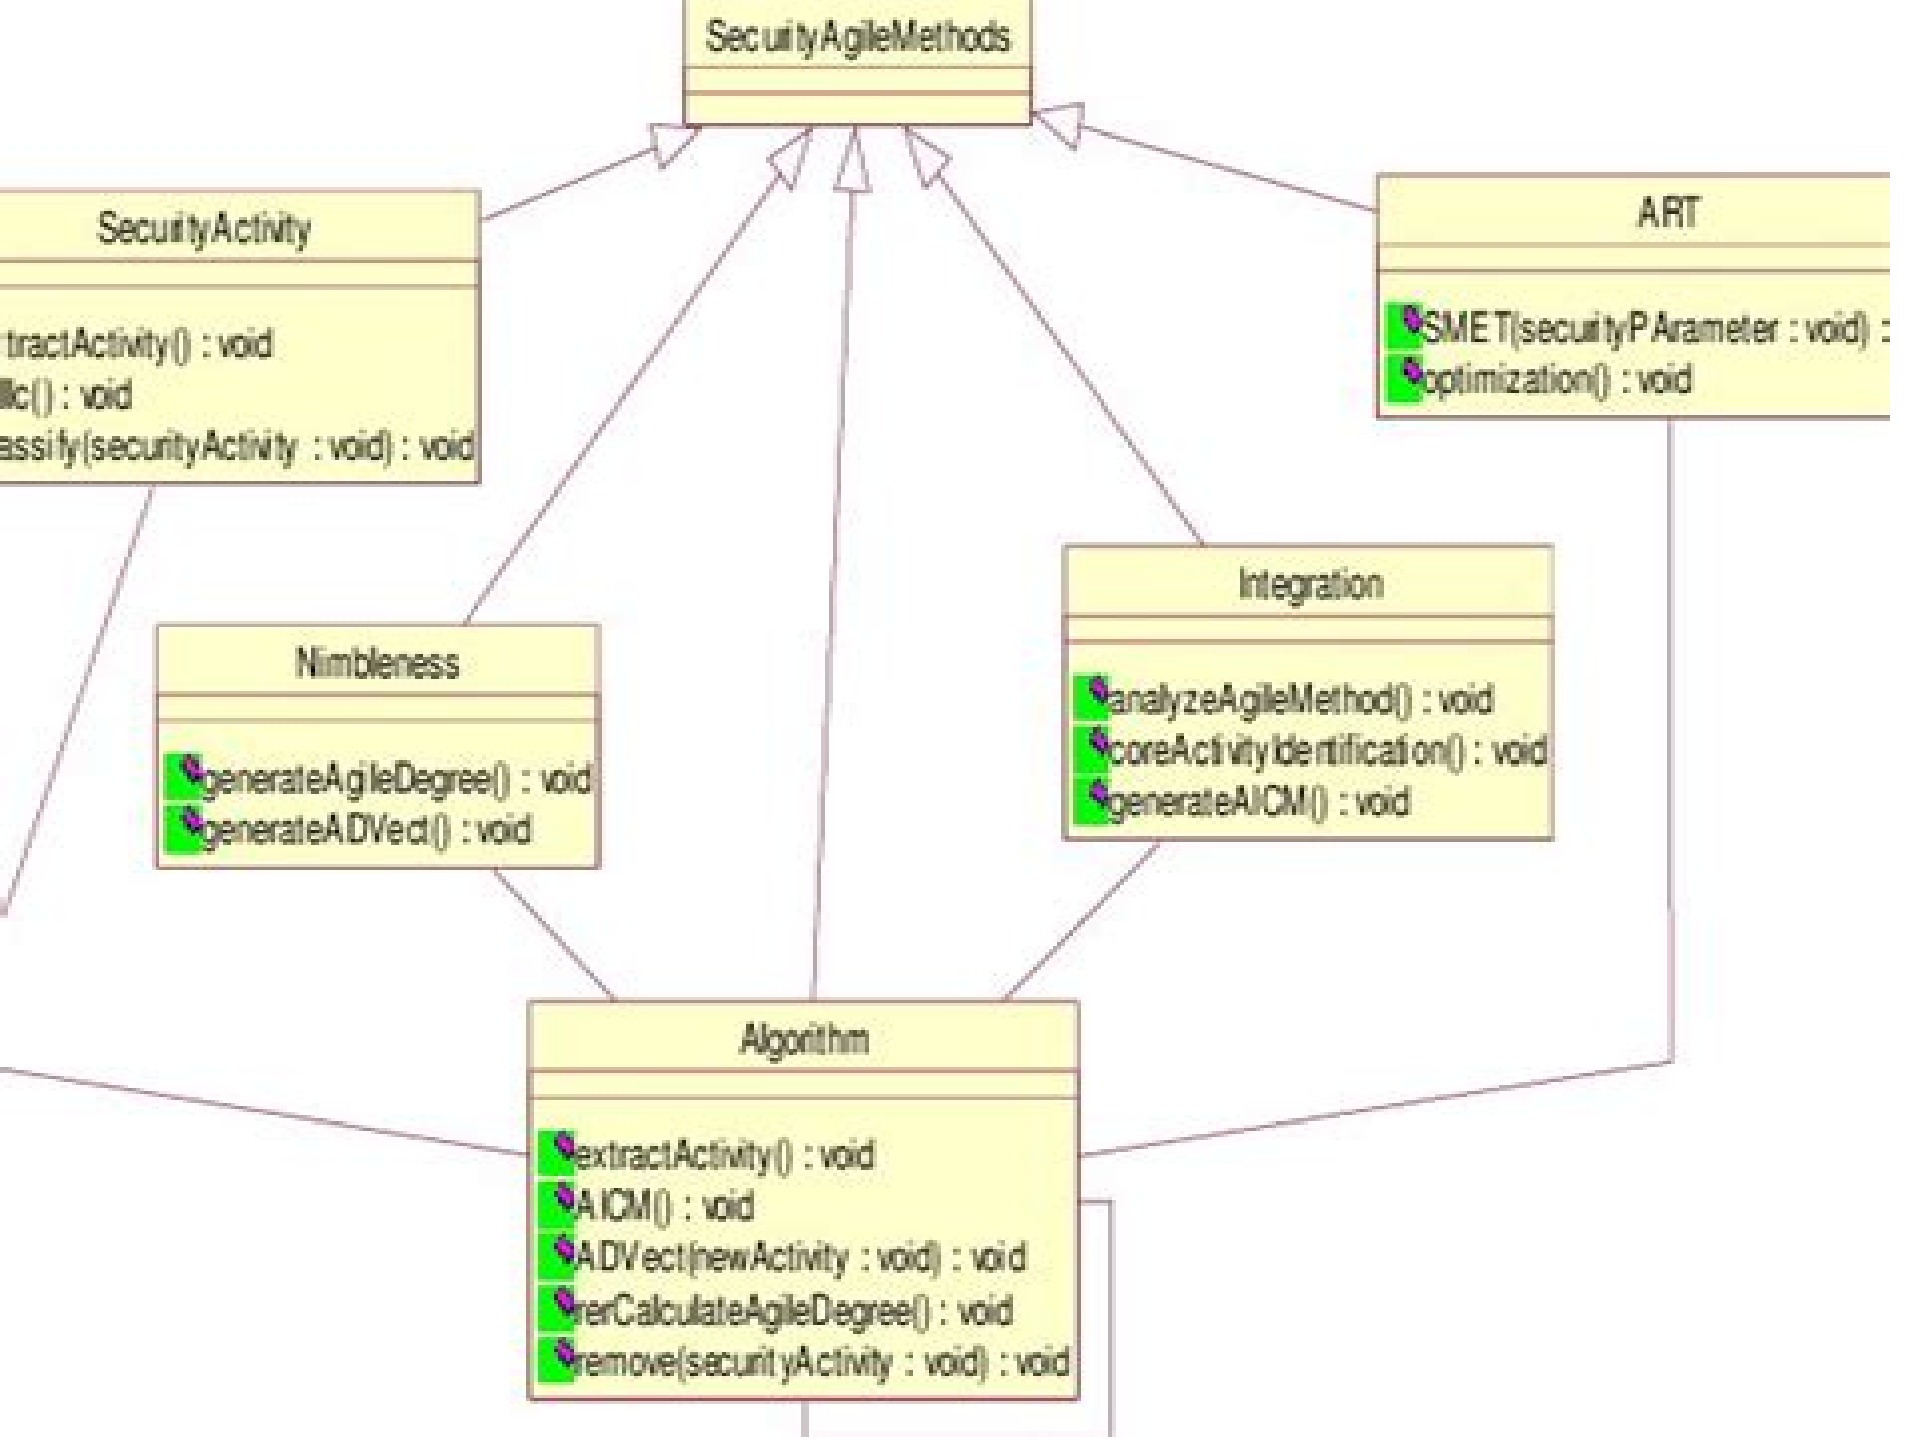 SecurityAgileMethods
SecurityActivity
tractActivity() : void
llc() : void
assify(securityActivity : void) : void
ART
SMET(securityPArameter : void) :
optimization() : void
Nimbleness
generateAgileDegree() : void
generateADVect() : void
Integration
analyzeAgileMethod() : void
coreActivityIdentification() : void
generateAICM() : void
Algorithm
extractActivity() : void
AICM() : void
ADVect(newActivity : void) : void
rerCalculateAgileDegree() : void
remove(securityActivity : void) : void